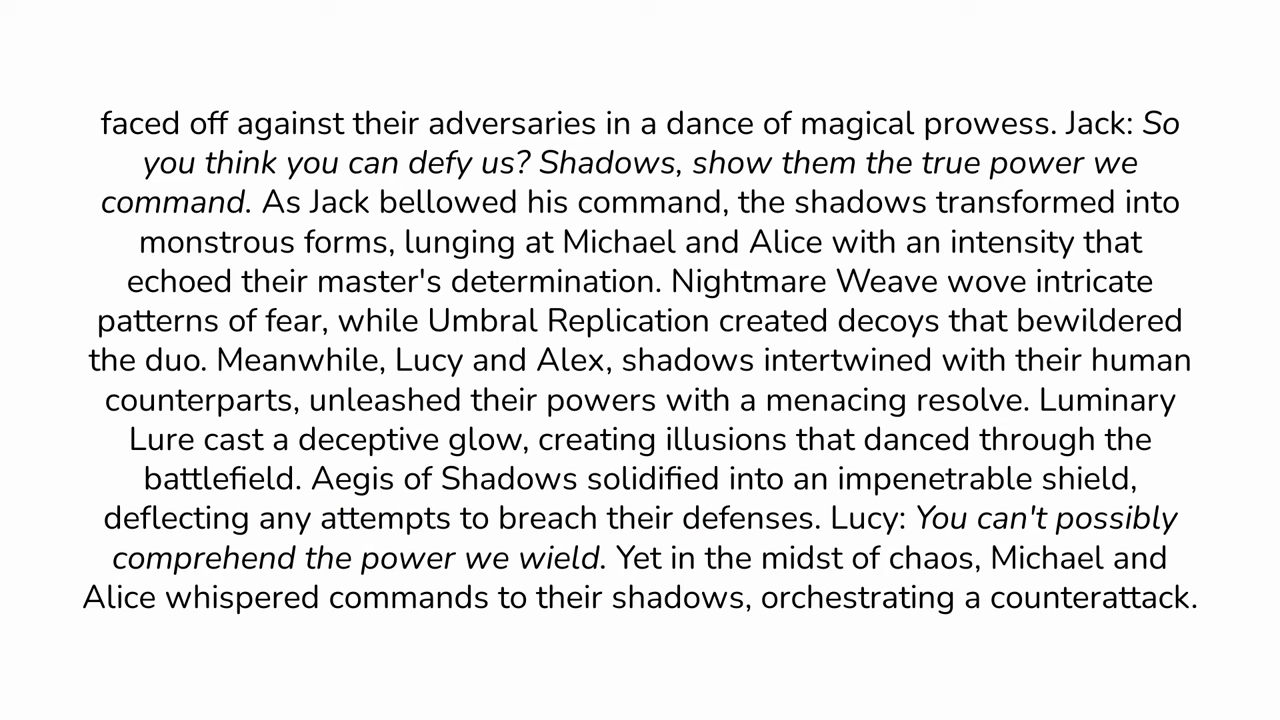 faced off against their adversaries in a dance of magical prowess. Jack: So
you think you can defy us? Shadows, show them the true power we
command. As Jack bellowed his command, the shadows transformed into
monstrous forms, lunging at Michael and Alice with an intensity that
echoed their master's determination. Nightmare Weave wove intricate
patterns of fear, while Umbral Replication created decoys that bewildered
the duo. Meanwhile, Lucy and Alex, shadows intertwined with their human
counterparts, unleashed their powers with a menacing resolve. Luminary
Lure cast a deceptive glow, creating illusions that danced through the
battlefield. Aegis of Shadows solidified into an impenetrable shield,
deflecting any attempts to breach their defenses. Lucy: You can't possibly
comprehend the power we wield. Yet in the midst of chaos, Michael and
Alice whispered commands to their shadows, orchestrating a counterattack.